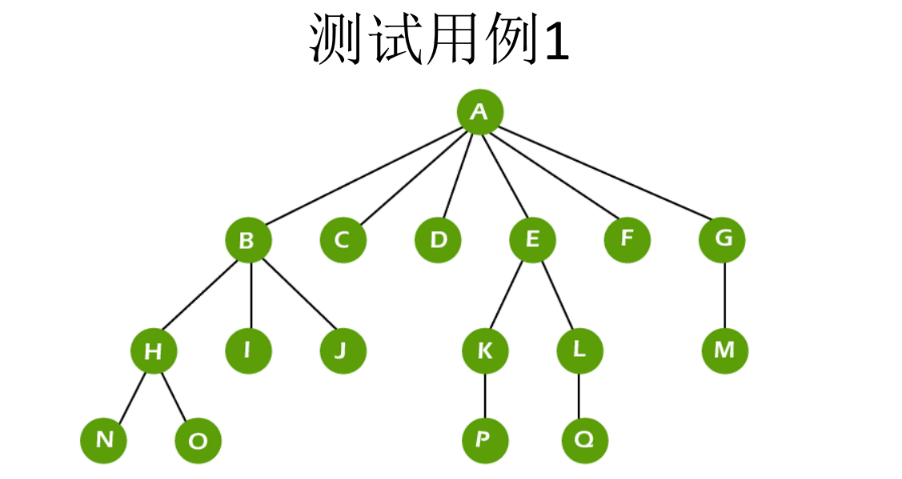 测试用例1
A
B C D E F G
H I J K L M
N O P Q